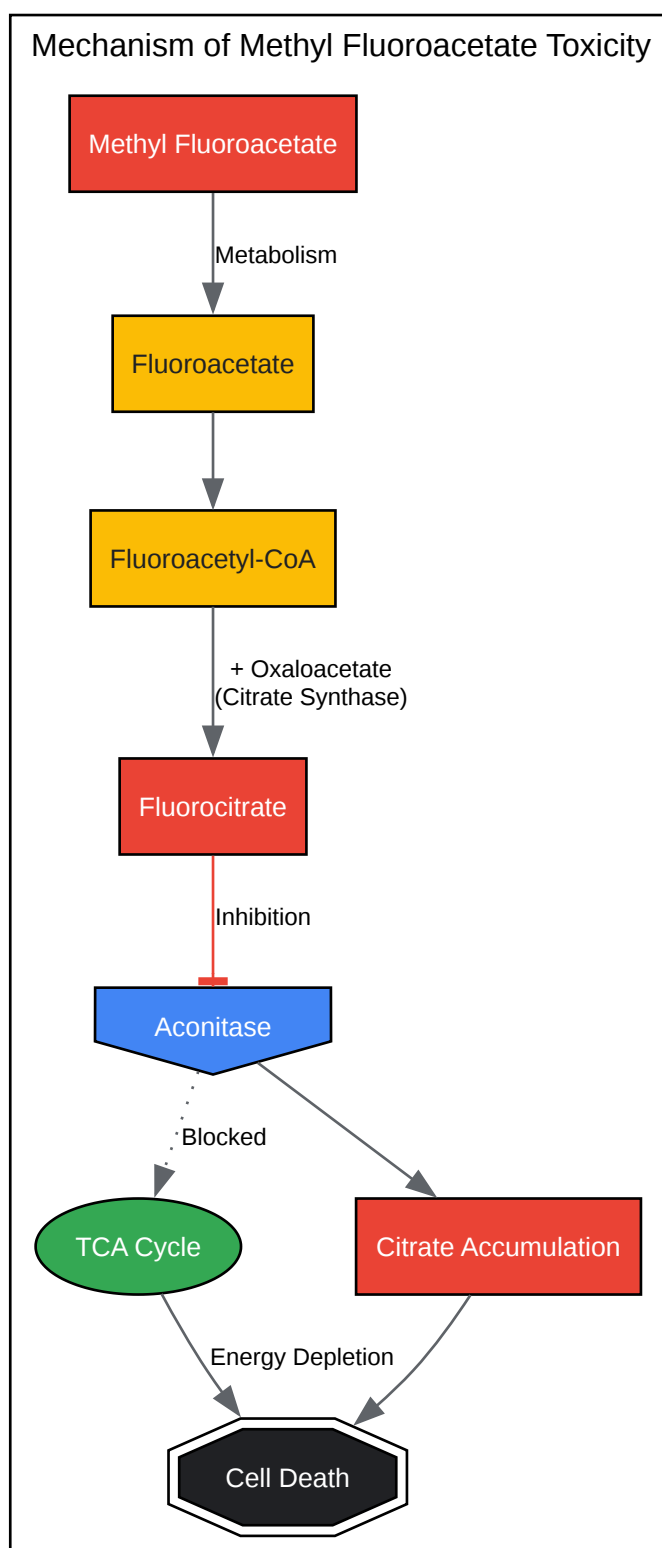 Mechanism of Methyl Fluoroacetate Toxicity
Methyl Fluoroacetate
Metabolism
Fluoroacetate
Fluoroacetyl-CoA
+ Oxaloacetate
(Citrate Synthase)
Fluorocitrate
Inhibition
Aconitase
Blocked
TCA Cycle
Citrate Accumulation
Energy Depletion
Cell Death